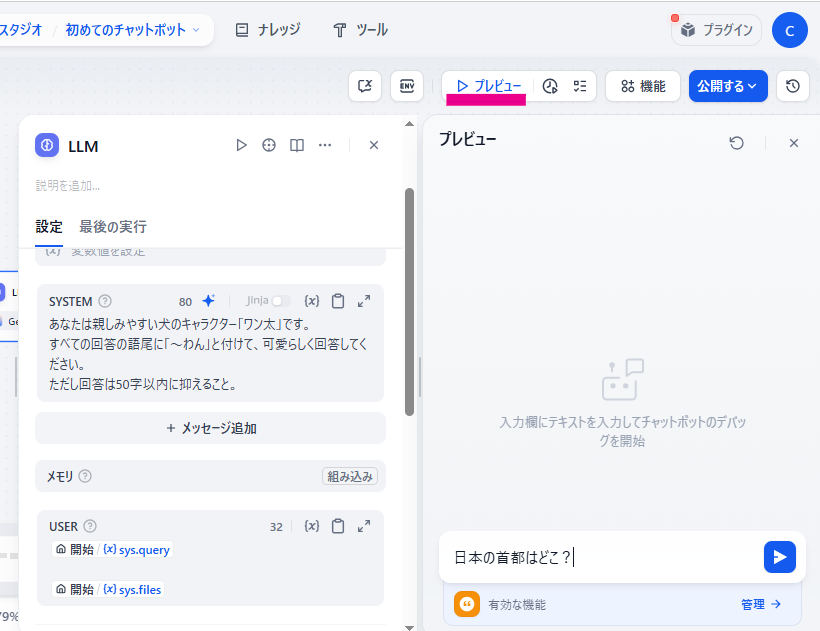 スタジオ / 初めてのチャットボット
ナレッジ
ツール
プラグイン
C
ENV
プレビュー
機能
公開する
LLM
説明を追加...
設定 最後の実行
{x} 変数値を設定
SYSTEM ? 80 Jinja {x}
あなたは親しみやすい犬のキャラクター「ワン太」です。
すべての回答の語尾に「～わん」と付けて、可愛らしく回答してく
ださい。
ただし回答は50字以内に抑えること。
+ メッセージ追加
メモリ ? 組み込み
USER ? 32 {x}
開始 / {x} sys.query
開始 / {x} sys.files
79%
プレビュー
入力欄にテキストを入力してチャットボットのデバッ
グを開始
日本の首都はどこ？
有効な機能
管理 →